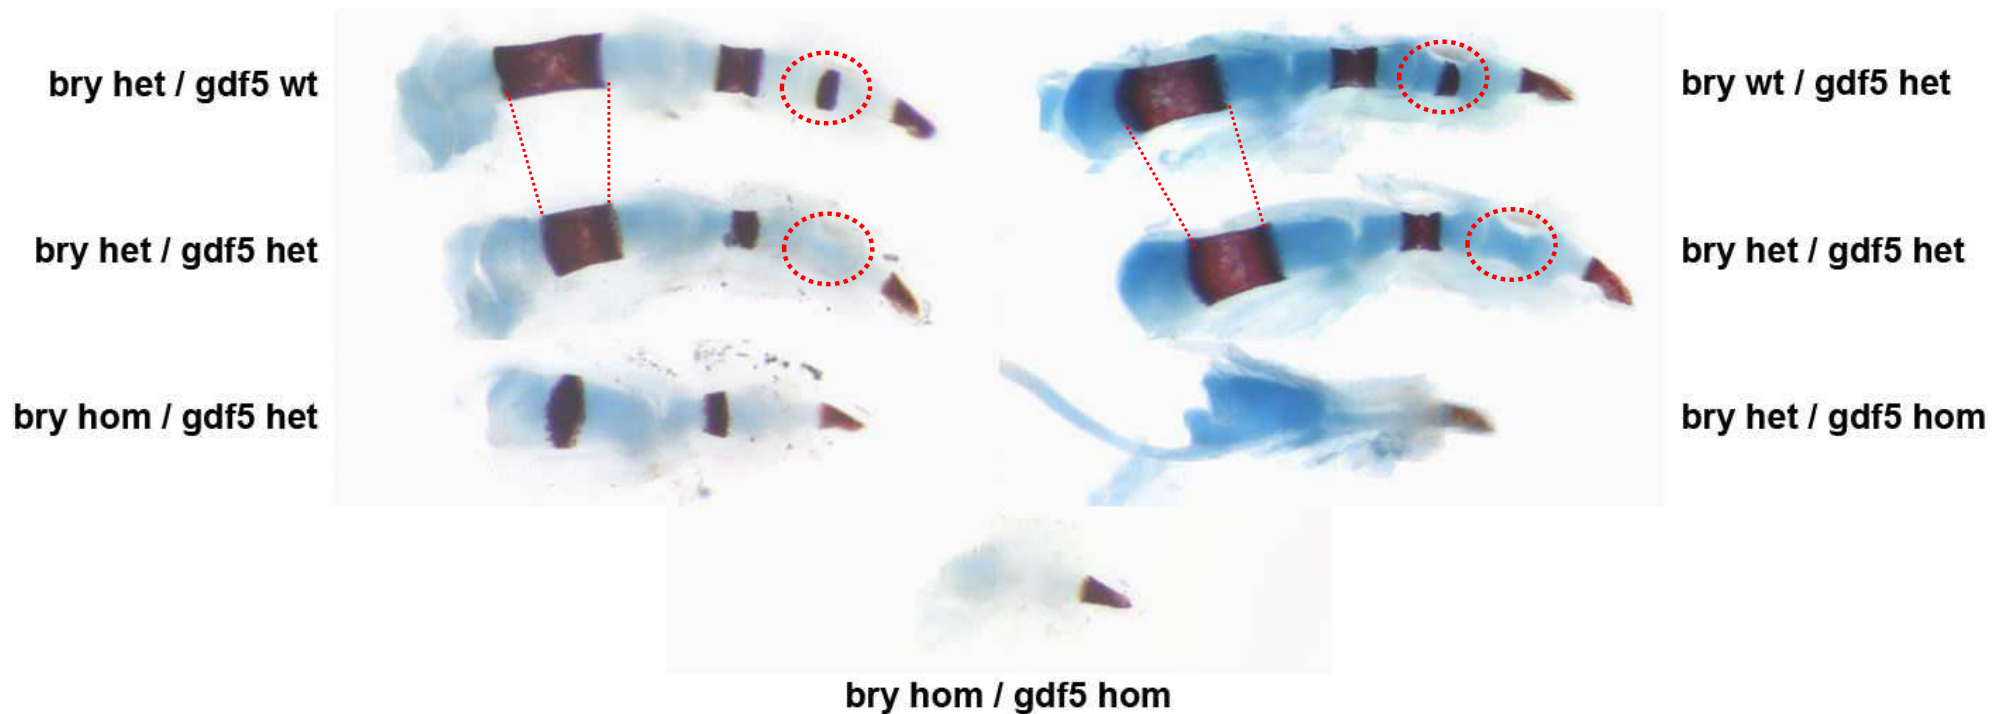 bry het / gdf5 wt
bry wt / gdf5 het
bry het / gdf5 het
bry het / gdf5 het
bry hom / gdf5 het
bry het / gdf5 hom
bry hom / gdf5 hom